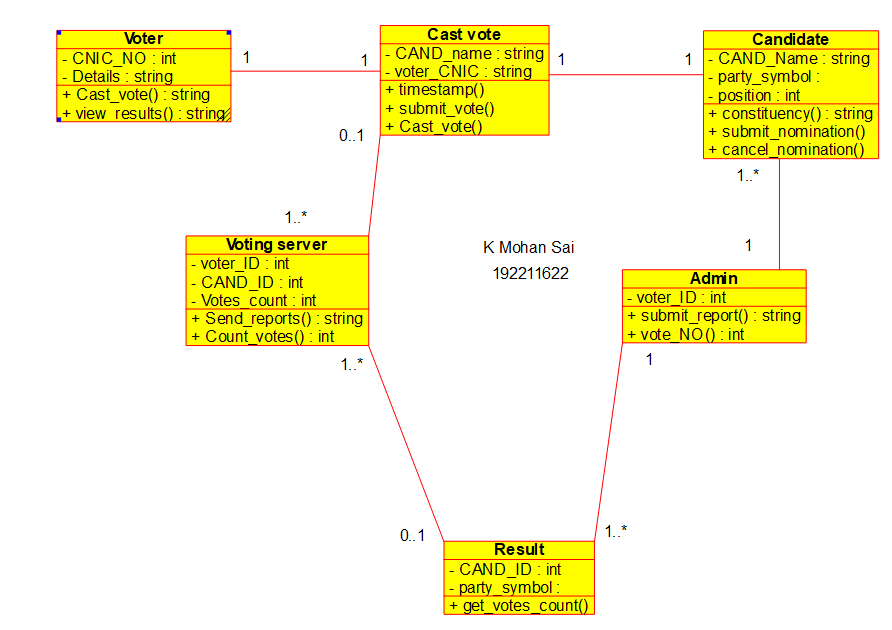 Voter
- CNIC_NO : int
- Details : string
+ Cast_vote() : string
+ view_results() : string
1
1
Cast vote
- CAND_name : string
- voter_CNIC : string
+ timestamp()
+ submit_vote()
+ Cast_vote()
1
1
Candidate
- CAND_Name : string
- party_symbol :
- position : int
+ constituency() : string
+ submit_nomination()
+ cancel_nomination()
0..1
1..*
1..*
1
Voting server
- voter_ID : int
- CAND_ID : int
- Votes_count : int
+ Send_reports() : string
+ Count_votes() : int
K Mohan Sai
192211622
Admin
- voter_ID : int
+ submit_report() : string
+ vote_NO() : int
1..*
1
0..1
1..*
Result
- CAND_ID : int
- party_symbol :
+ get_votes_count()